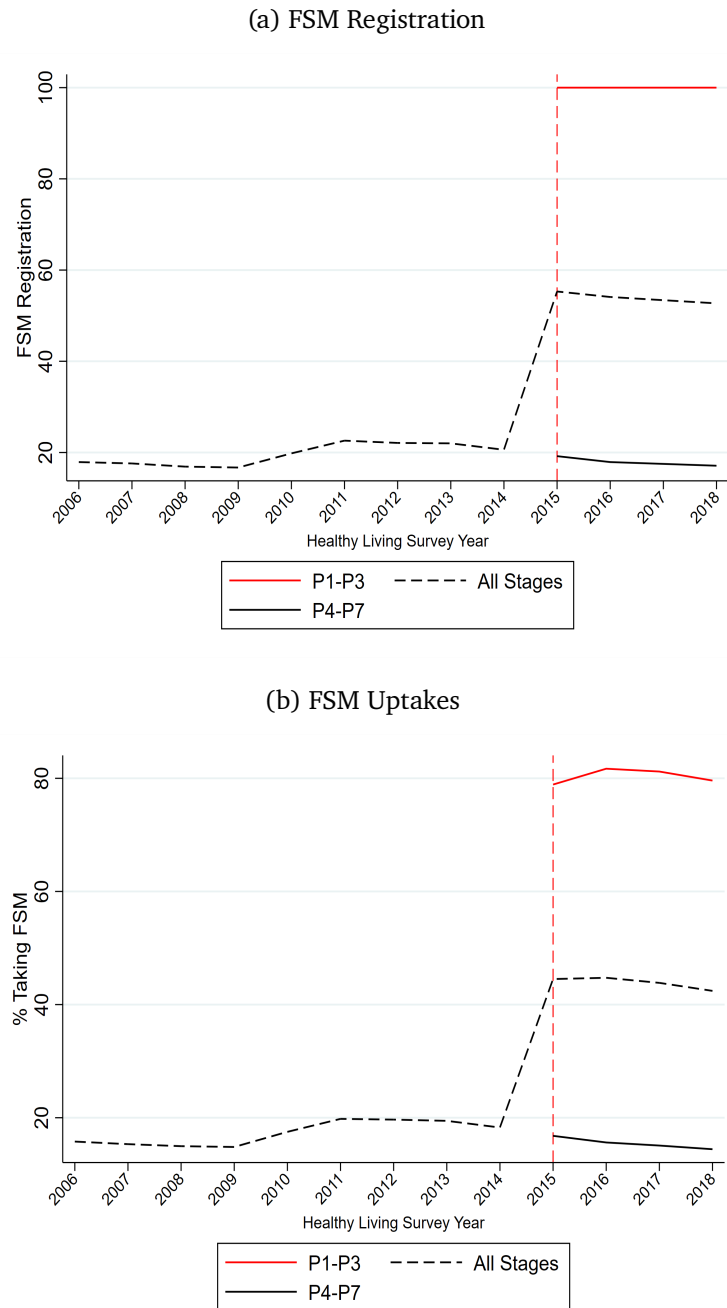 (a) FSM Registration
100
80
60
40
20
FSM Registration
2006 2007 2008 2009 2010 2011 2012 2013 2014 2015 2016 2017 2018
Healthy Living Survey Year
P1-P3 All Stages
P4-P7
(b) FSM Uptakes
80
60
40
20
% Taking FSM
2006 2007 2008 2009 2010 2011 2012 2013 2014 2015 2016 2017 2018
Healthy Living Survey Year
P1-P3 All Stages
P4-P7